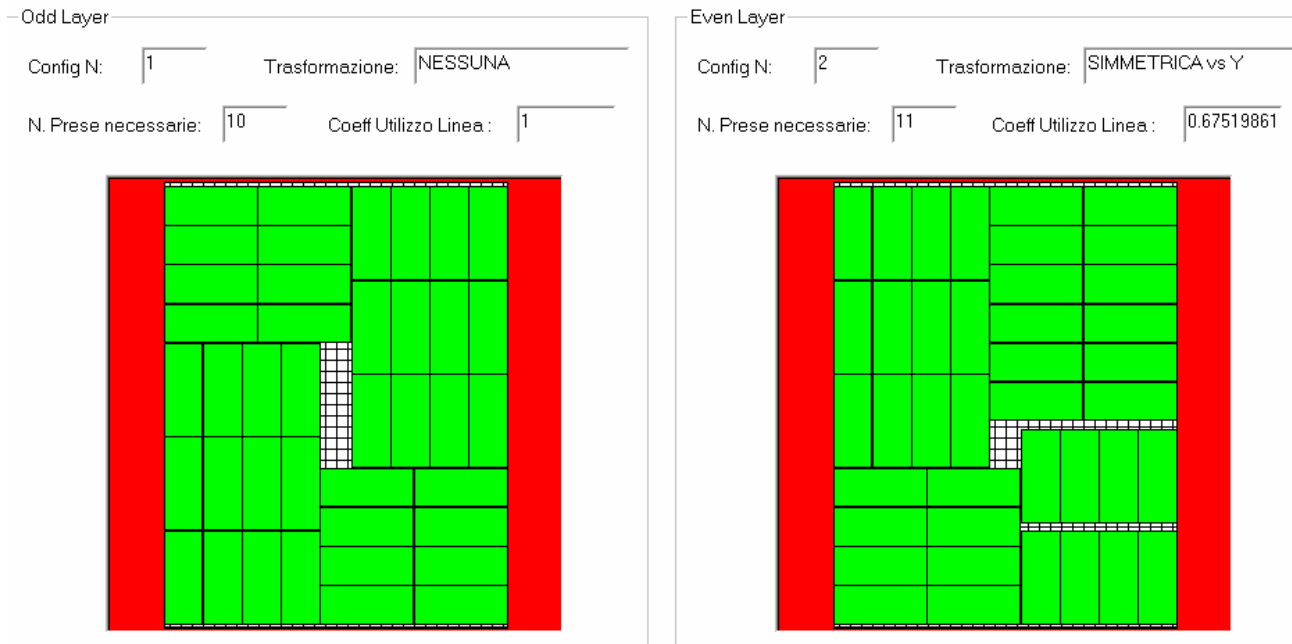 Odd Layer
Config N: 1 Trasformazione: NESSUNA
N. Prese necessarie: 10 Coeff Utilizzo Linea : 1
Even Layer
Config N: 2 Trasformazione: SIMMETRICA vs Y
N. Prese necessarie: 11 Coeff Utilizzo Linea : 0.67519861